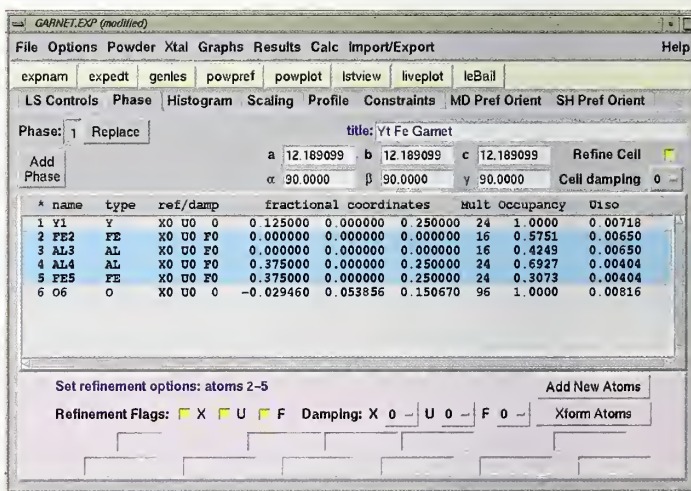 GARNET.EXP (modified)
File Options Powder Xtal Graphs Results Calc Import/Export Help
expnam expedt genles powpref powplot lstview liveplot leBail
LS Controls Phase Histogram Scaling Profile Constraints MD Pref Orient SH Pref Orient
Phase: 1 Replace title: Yt Fe Garnet
Add Phase
a 12.189099 b 12.189099 c 12.189099 Refine Cell
α 90.0000 β 90.0000 γ 90.0000 Cell damping 0
* name type ref/damp fractional coordinates Mult Occupancy Uiso
1 Y1 Y X0 U0 0 0.125000 0.000000 0.250000 24 1.0000 0.00718
2 FE2 FE X0 U0 F0 0.000000 0.000000 0.000000 16 0.5751 0.00650
3 AL3 AL X0 U0 F0 0.000000 0.000000 0.000000 16 0.4249 0.00650
4 AL4 AL X0 U0 F0 0.375000 0.000000 0.250000 24 0.6927 0.00404
5 FE5 FE X0 U0 F0 0.375000 0.000000 0.250000 24 0.3073 0.00404
6 O6 O X0 U0 0 -0.029460 0.053856 0.150670 96 1.0000 0.00816
Set refinement options: atoms 2-5 Add New Atoms
Refinement Flags: X U F Damping: X 0 U 0 F 0 Xform Atoms